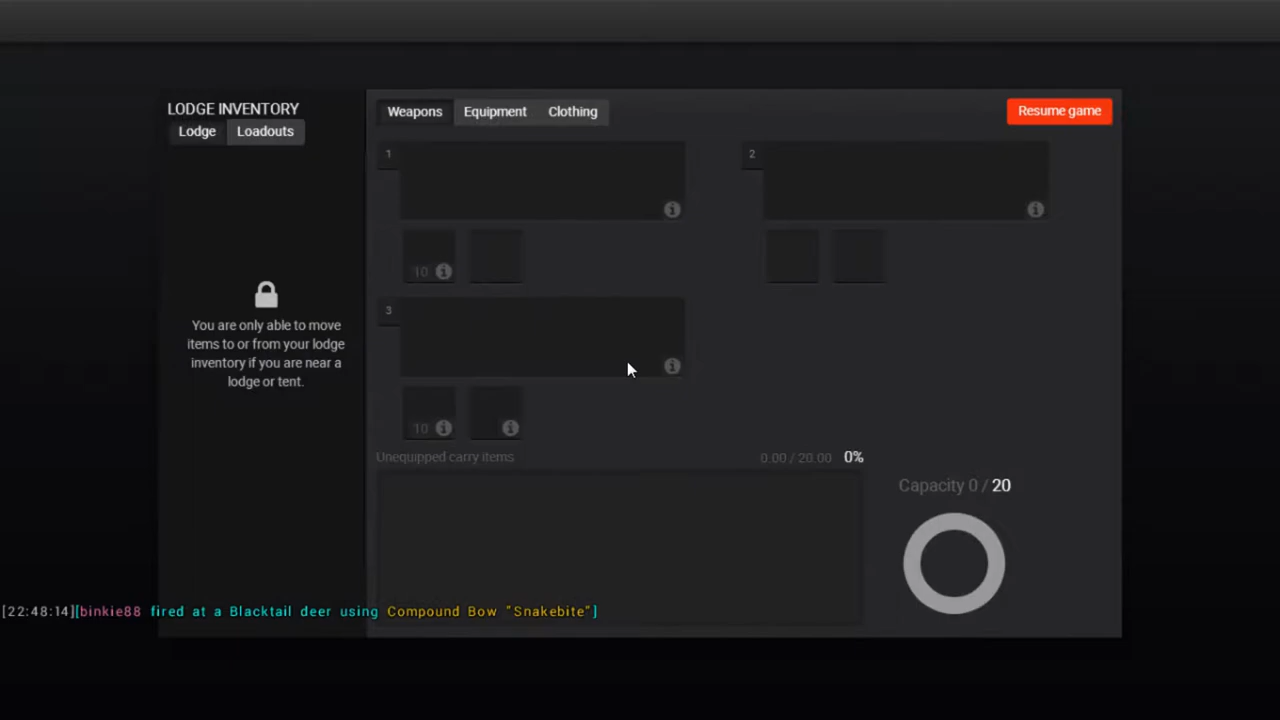 LODGE INVENTORY
Lodge Loadouts
Weapons Equipment Clothing
Resume game
1
2
10
3
You are only able to move
items to or from your lodge
inventory if you are near a
lodge or tent.
10
Unequipped carry items 0.00 / 20.00 0%
Capacity 0 / 20
[22:48:14][binkie88 fired at a Blacktail deer using Compound Bow "Snakebite"]